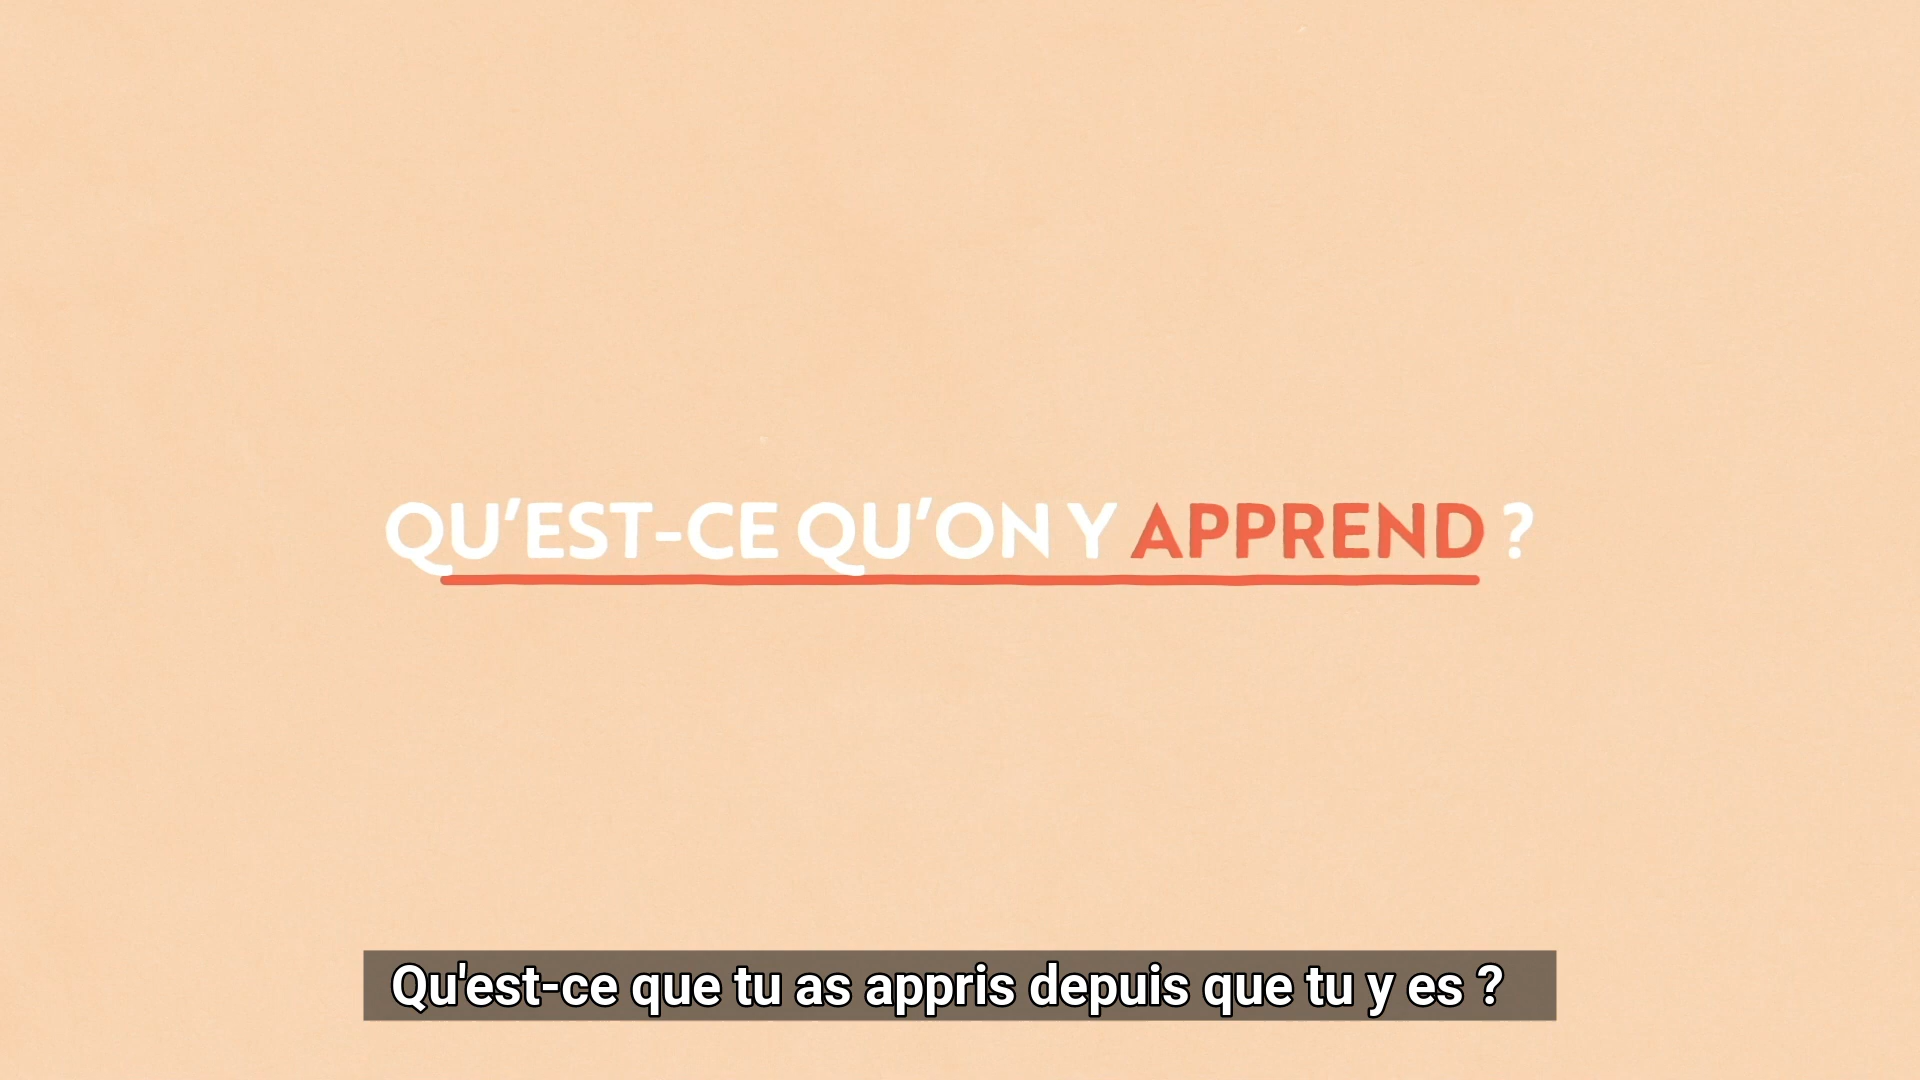 QU’EST-CE QU’ON Y APPREND ?
Qu'est-ce que tu as appris depuis que tu y es ?